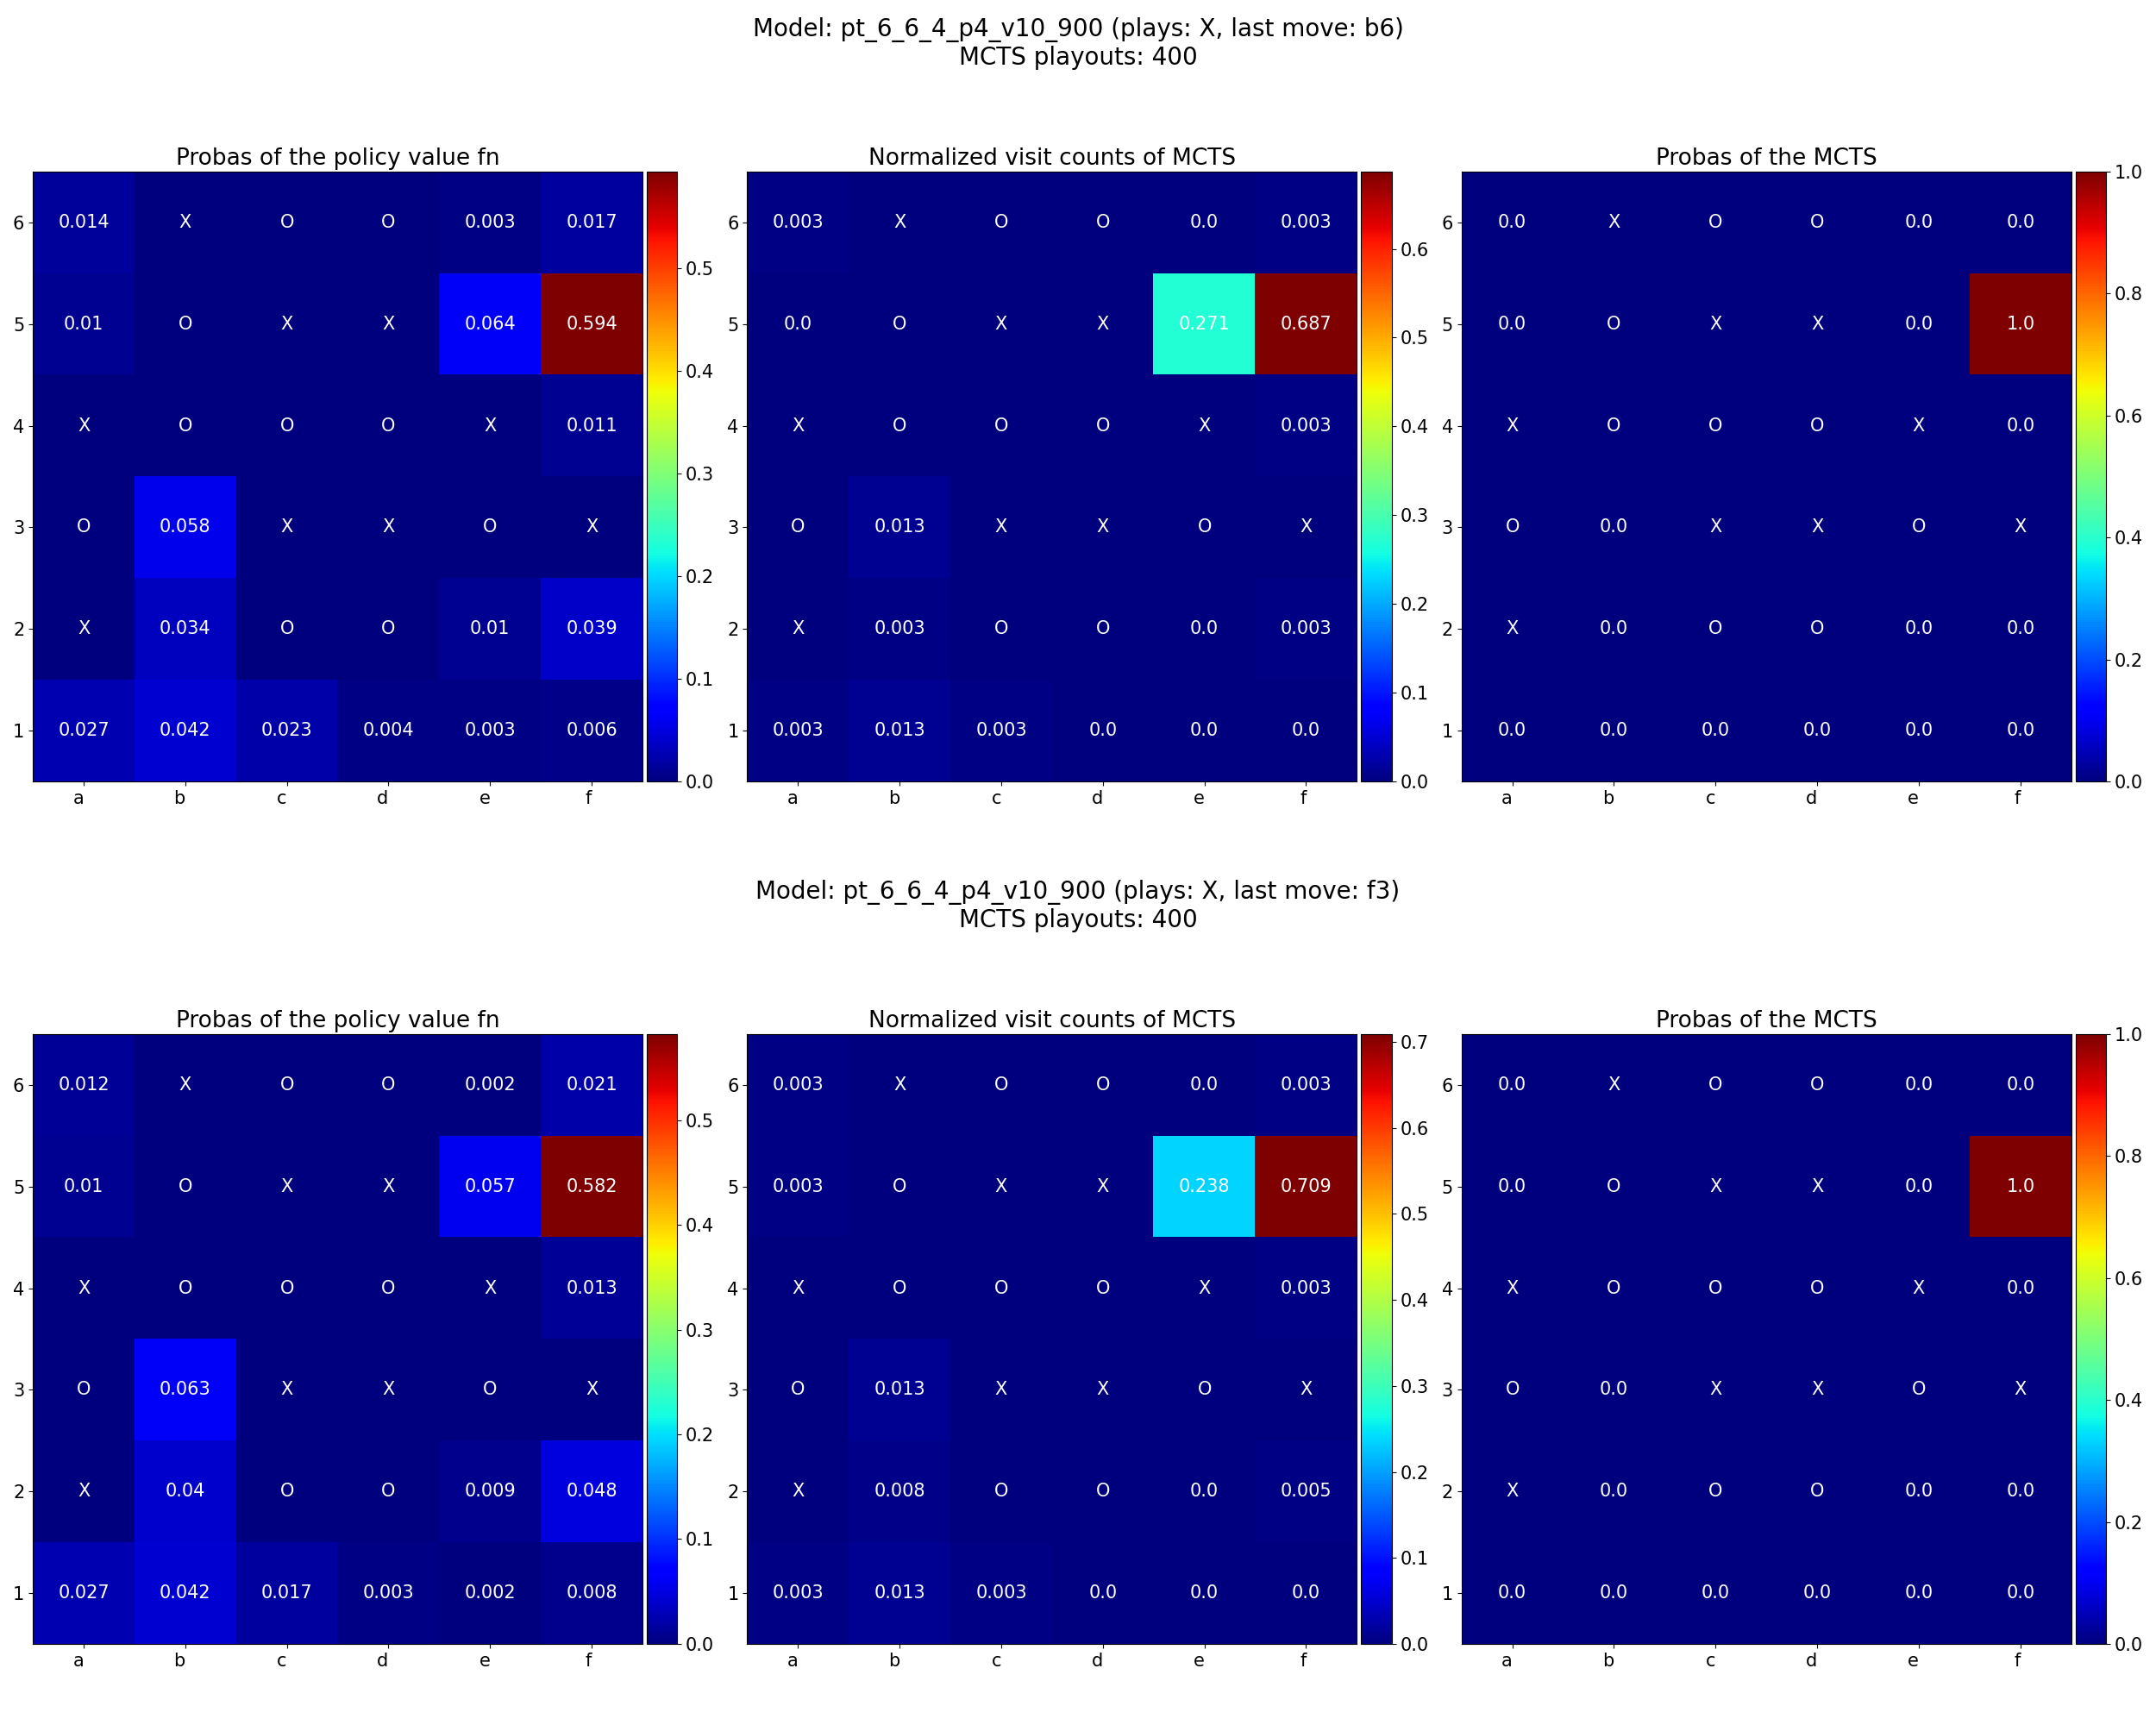 Model: pt_6_6_4_p4_v10_900 (plays: X, last move: b6)
MCTS playouts: 400
Probas of the policy value fn
6 0.014 X O O 0.003 0.017
5 0.01 O X X 0.064 0.594
4 X O O O X 0.011
3 O 0.058 X X O X
2 X 0.034 O O 0.01 0.039
1 0.027 0.042 0.023 0.004 0.003 0.006
a b c d e f
0.5
0.4
0.3
0.2
0.1
0.0
Normalized visit counts of MCTS
6 0.003 X O O 0.0 0.003
5 0.0 O X X 0.271 0.687
4 X O O O X 0.003
3 O 0.013 X X O X
2 X 0.003 O O 0.0 0.003
1 0.003 0.013 0.003 0.0 0.0 0.0
a b c d e f
0.6
0.5
0.4
0.3
0.2
0.1
0.0
Probas of the MCTS
6 0.0 X O O 0.0 0.0
5 0.0 O X X 0.0 1.0
4 X O O O X 0.0
3 O 0.0 X X O X
2 X 0.0 O O 0.0 0.0
1 0.0 0.0 0.0 0.0 0.0 0.0
a b c d e f
1.0
0.8
0.6
0.4
0.2
0.0
Model: pt_6_6_4_p4_v10_900 (plays: X, last move: f3)
MCTS playouts: 400
Probas of the policy value fn
6 0.012 X O O 0.002 0.021
5 0.01 O X X 0.057 0.582
4 X O O O X 0.013
3 O 0.063 X X O X
2 X 0.04 O O 0.009 0.048
1 0.027 0.042 0.017 0.003 0.002 0.008
a b c d e f
0.5
0.4
0.3
0.2
0.1
0.0
Normalized visit counts of MCTS
6 0.003 X O O 0.0 0.003
5 0.003 O X X 0.238 0.709
4 X O O O X 0.003
3 O 0.013 X X O X
2 X 0.008 O O 0.0 0.005
1 0.003 0.013 0.003 0.0 0.0 0.0
a b c d e f
0.7
0.6
0.5
0.4
0.3
0.2
0.1
0.0
Probas of the MCTS
6 0.0 X O O 0.0 0.0
5 0.0 O X X 0.0 1.0
4 X O O O X 0.0
3 O 0.0 X X O X
2 X 0.0 O O 0.0 0.0
1 0.0 0.0 0.0 0.0 0.0 0.0
a b c d e f
1.0
0.8
0.6
0.4
0.2
0.0